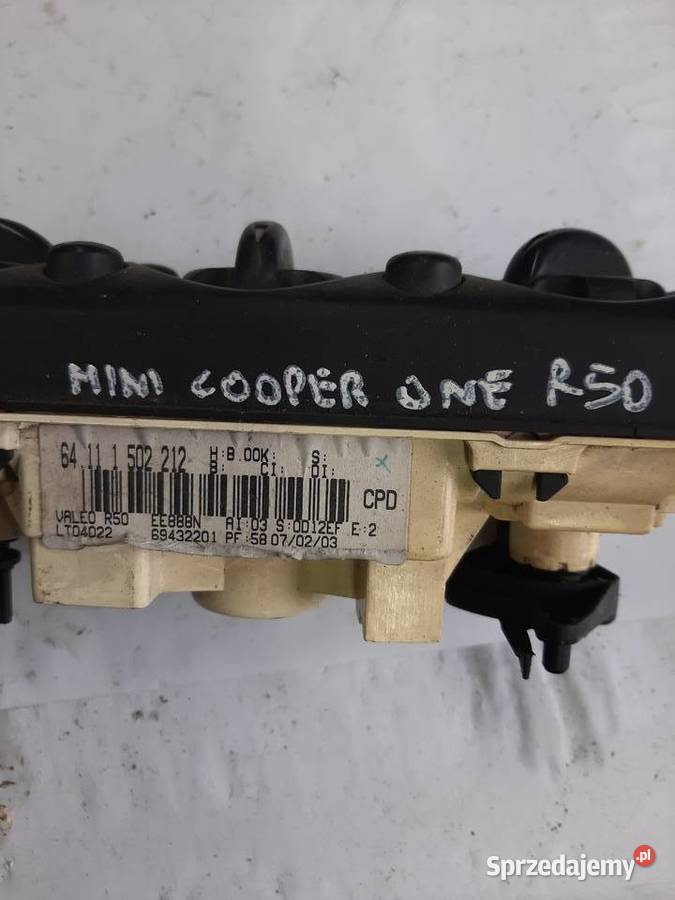 MINI COOPER ONE R50
64 11 1 502 212 H:B.00K: S:
B: CI: OI:
CPD
VALEO R50 EE888N AI:03 S:0D12EF E:2
LT04022 69432201 PF:58 07/02/03
Sprzedajemy.pl